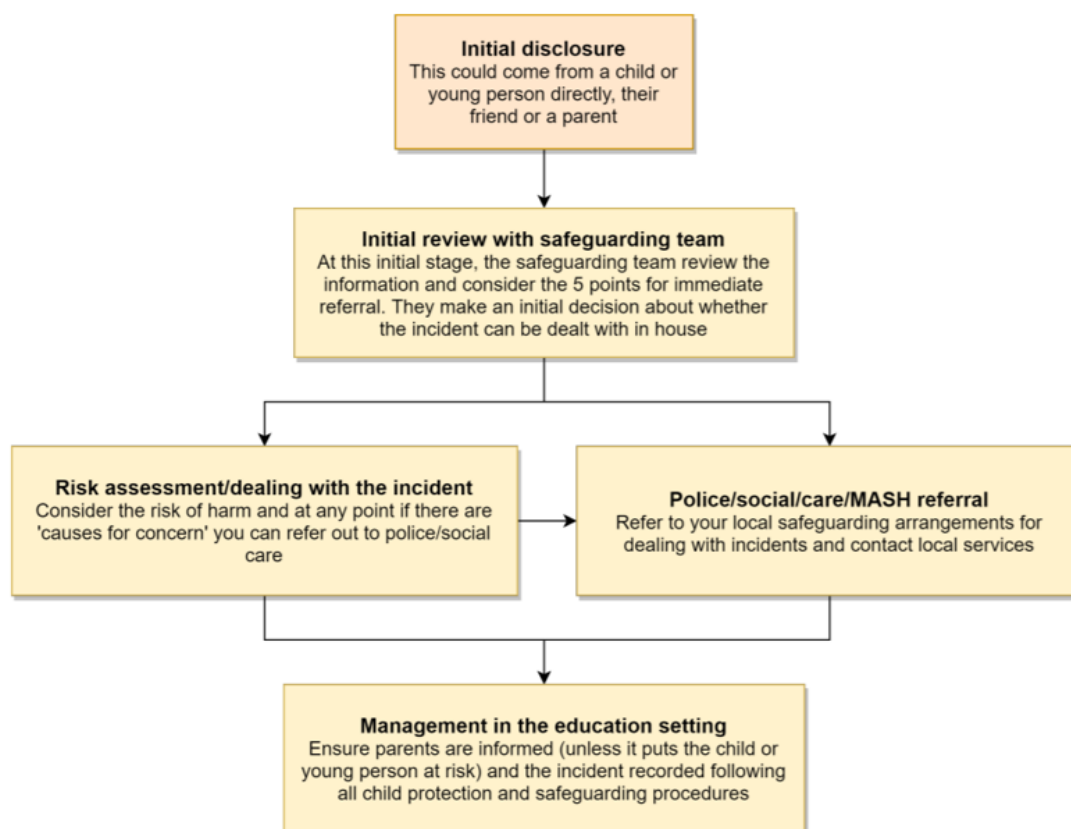 Initial disclosure
This could come from a child or
young person directly, their
friend or a parent
Initial review with safeguarding team
At this initial stage, the safeguarding team review the
information and consider the 5 points for immediate
referral. They make an initial decision about whether
the incident can be dealt with in house
Risk assessment/dealing with the incident
Consider the risk of harm and at any point if there are
'causes for concern' you can refer out to police/social
care
Police/social/care/MASH referral
Refer to your local safeguarding arrangements for
dealing with incidents and contact local services
Management in the education setting
Ensure parents are informed (unless it puts the child or
young person at risk) and the incident recorded following
all child protection and safeguarding procedures